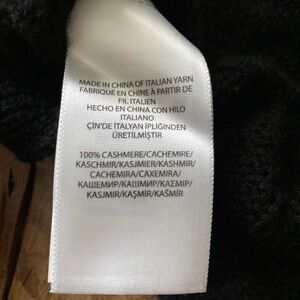 MADE IN CHINA OF ITALIAN YARN
FABRIQUÉ EN CHINE À PARTIR DE
FIL ITALIEN
HECHO EN CHINA CON HILO
ITALIANO
ÇİN'DE İTALYAN İPLİĞİNDEN
ÜRETİLMİŞTİR
100% CASHMERE/CACHEMIRE/
KASCHMIR/KASJMIER/KASHMIR/
CACHEMIRA/CAXEMIRA/
КАШЕМИР/КАШМИР/ΚΑΣΜΙΡ/
KASJMIR/KAŞMİR/KAŠMÍR